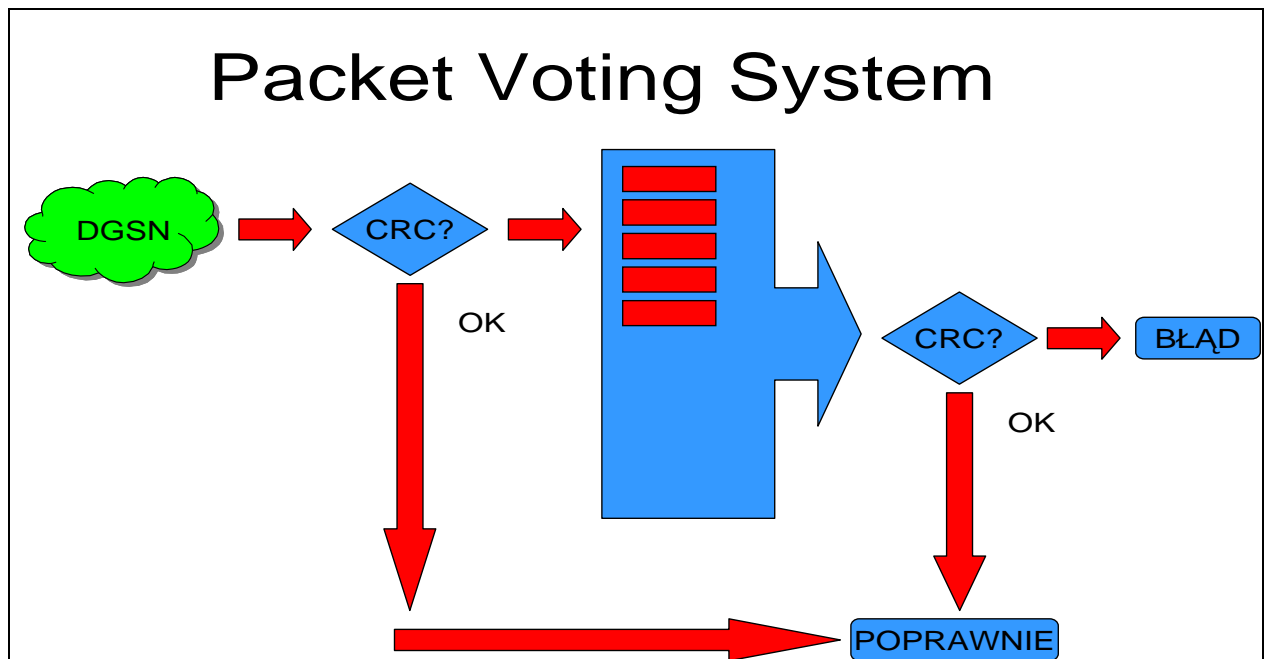 Packet Voting System
DGSN
CRC?
OK
CRC?
BŁĄD
OK
POPRAWNIE